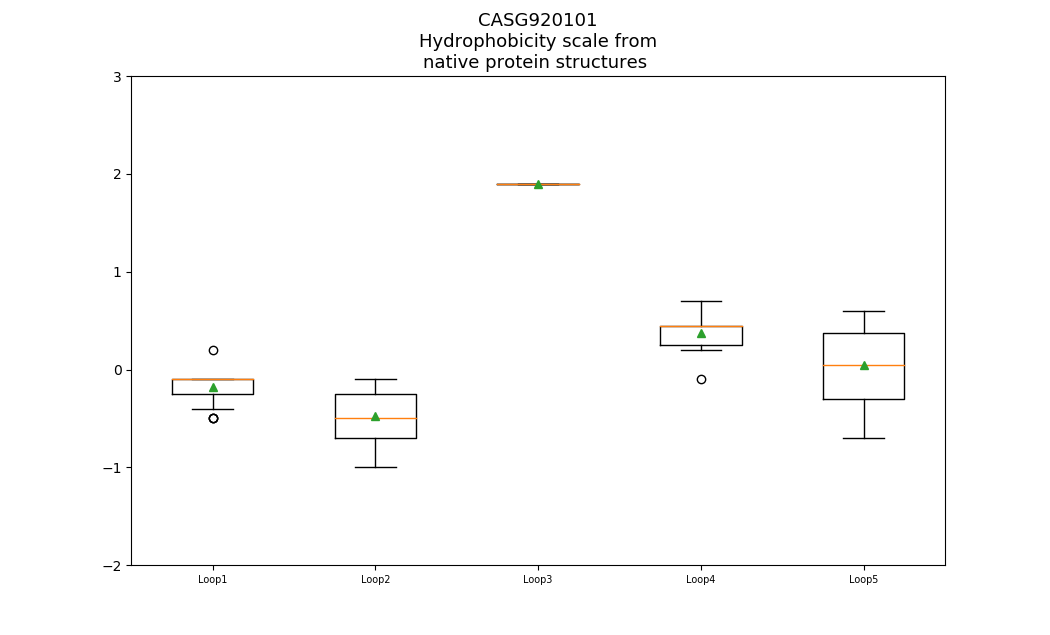 CASG920101
Hydrophobicity scale from
native protein structures
3
2
1
0
−1
−2
Loop1 Loop2 Loop3 Loop4 Loop5